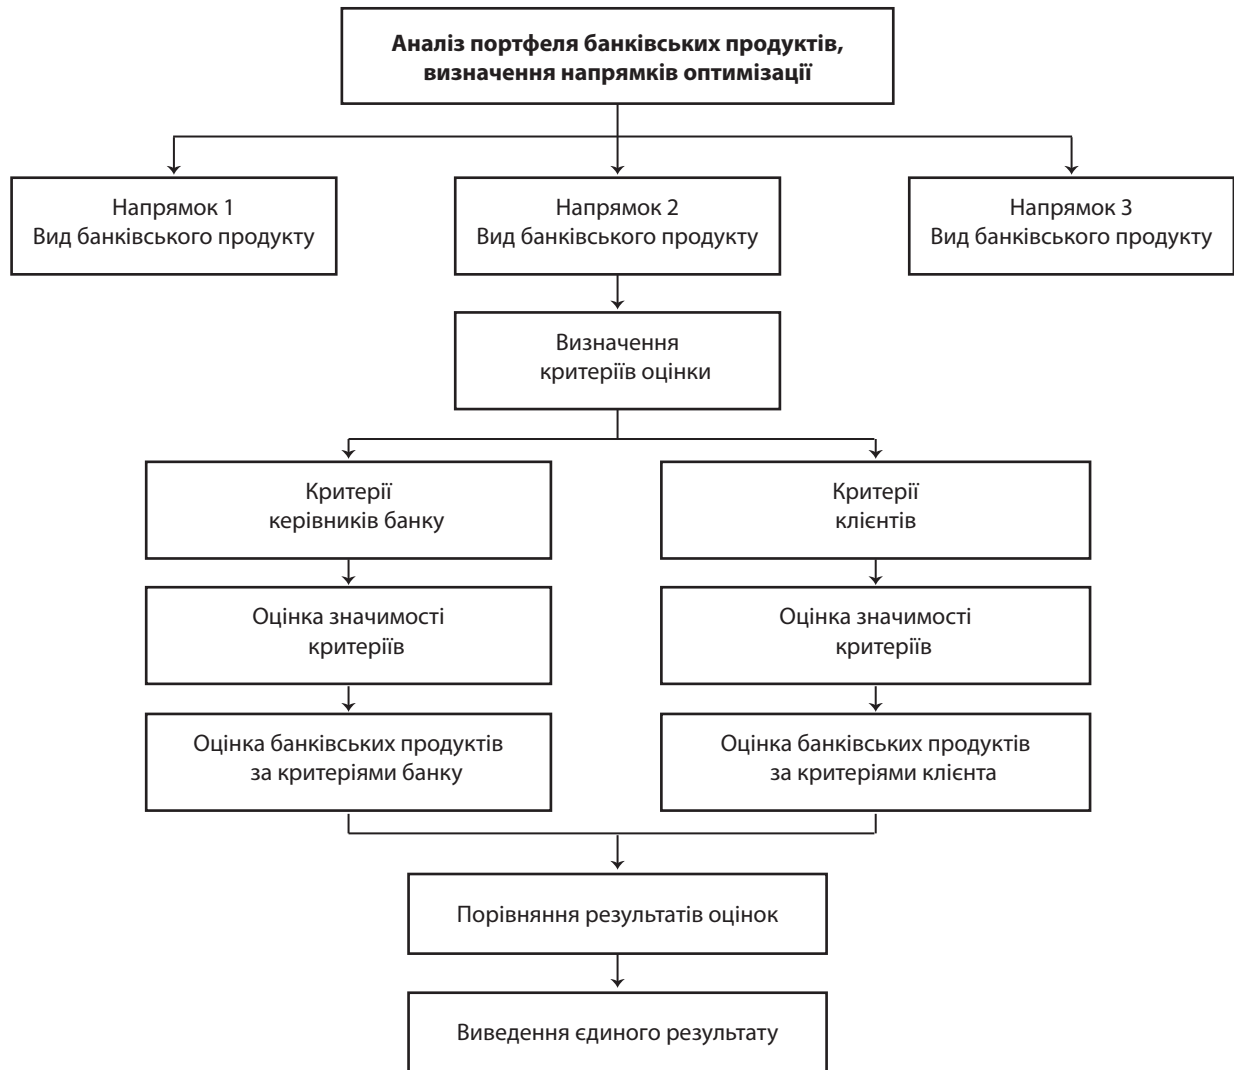 Аналіз портфеля банківських продуктів,
визначення напрямків оптимізації
Напрямок 1
Вид банківського продукту
Напрямок 2
Вид банківського продукту
Напрямок 3
Вид банківського продукту
Визначення
критеріїв оцінки
Критерії
керівників банку
Критерії
клієнтів
Оцінка значимості
критеріїв
Оцінка значимості
критеріїв
Оцінка банківських продуктів
за критеріями банку
Оцінка банківських продуктів
за критеріями клієнта
Порівняння результатів оцінок
Виведення єдиного результату